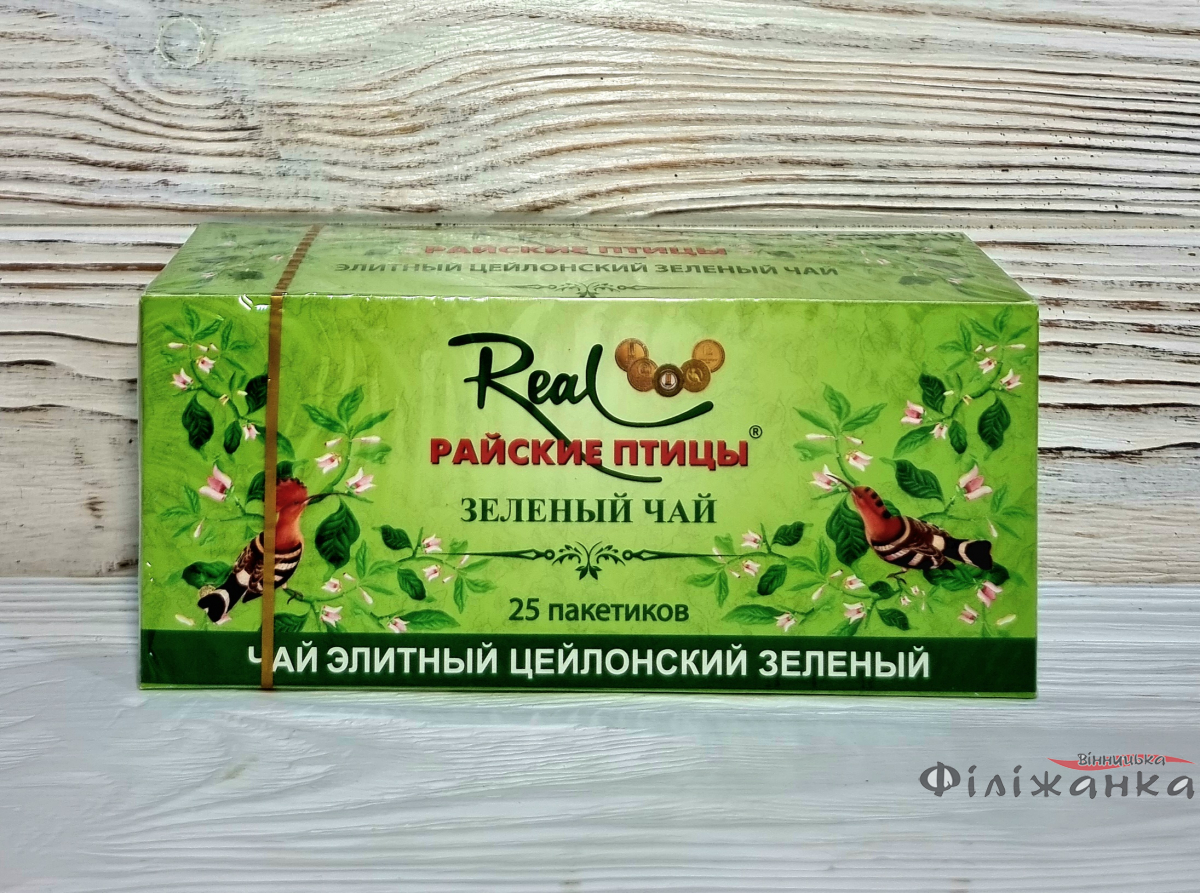 РАЙСКИЕ ПТИЦЫ
ЭЛИТНЫЙ ЦЕЙЛОНСКИЙ ЗЕЛЕНЫЙ ЧАЙ
Real
РАЙСКИЕ ПТИЦЫ®
ЗЕЛЕНЫЙ ЧАЙ
25 пакетиков
ЧАЙ ЭЛИТНЫЙ ЦЕЙЛОНСКИЙ ЗЕЛЕНЫЙ
Вінницька
Філіжанка